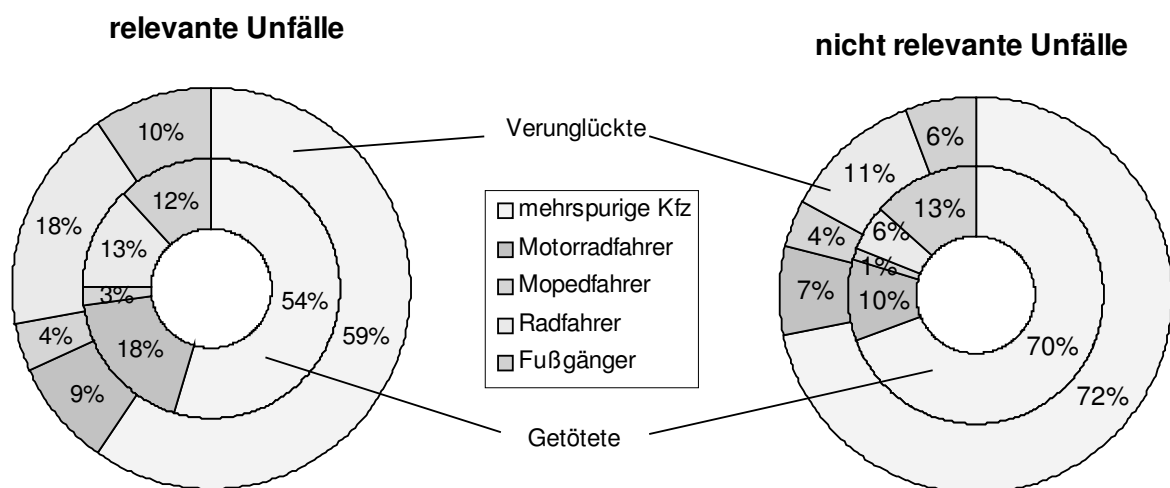 relevante Unfälle
nicht relevante Unfälle
10%
12%
18%
13%
3%
4%
18%
9%
54%
59%
Verunglückte
mehrspurige Kfz
Motorradfahrer
Mopedfahrer
Radfahrer
Fußgänger
Getötete
6%
11%
13%
6%
4%
1%
7%
10%
70%
72%